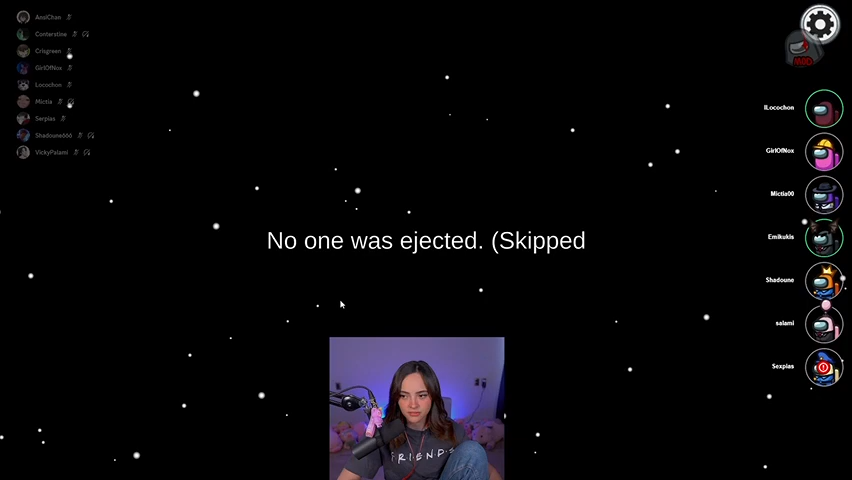 AnsiChan
Conterstine
Crisgreen
GirlOfNox
Locochon
Mictia
Serpias
Shadoune666
VickyPalami
MOD
ILocochon
GirlOfNox
Mictia00
Emikukis
Shadoune
salami
Sexpias
No one was ejected. (Skipped
FRIENDS